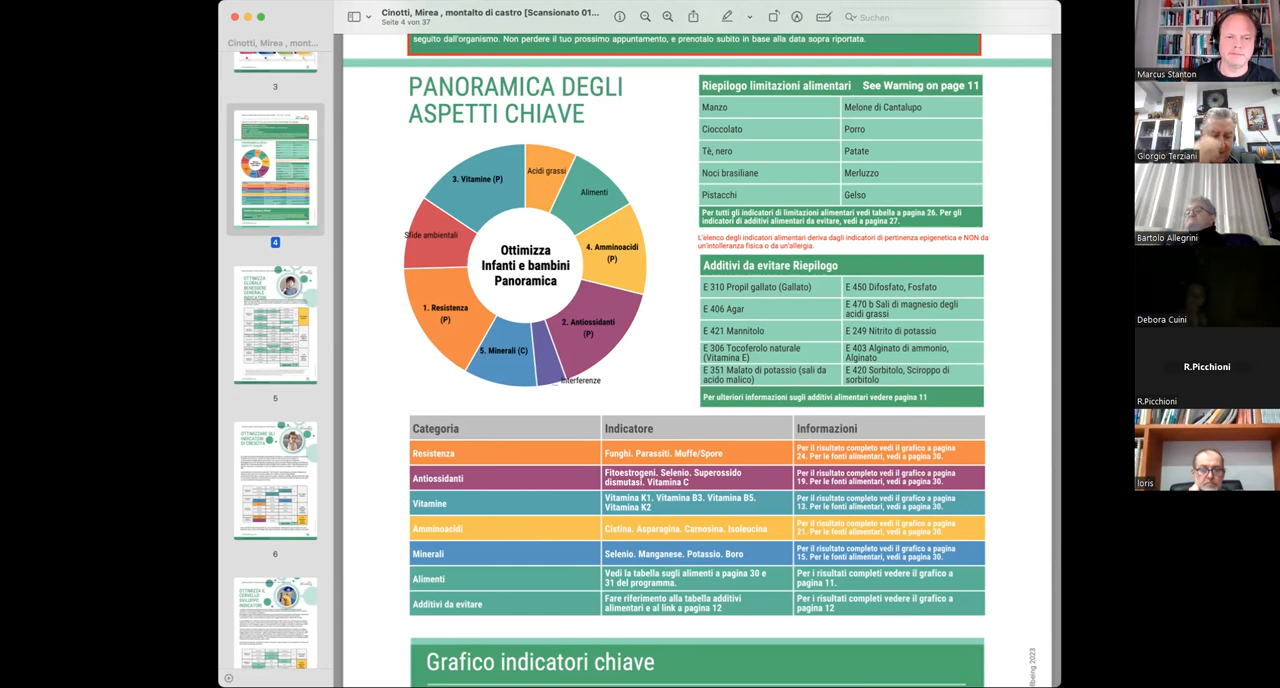 Cinotti, Mirea , montalto di castro [Scansionato 01...
Seite 4 von 37
Suchen
Cinotti, Mirea , mont...
3
4
5
6
seguito dall'organismo. Non perdere il tuo prossimo appuntamento, e prenotalo subito in base alla data sopra riportata.
PANORAMICA DEGLI
ASPETTI CHIAVE
3. Vitamine (P)
Acidi grassi
Alimenti
Sfide ambientali
4. Amminoacidi
(P)
Ottimizza
Infanti e bambini
Panoramica
1. Resistenza
(P)
2. Antiossidanti
(P)
5. Minerali (C)
Interferenze
Riepilogo limitazioni alimentari See Warning on page 11
Manzo Melone di Cantalupo
Cioccolato Porro
Tè, nero Patate
Noci brasiliane Merluzzo
Pistacchi Gelso
Per tutti gli indicatori di limitazioni alimentari vedi tabella a pagina 26. Per gli
indicatori di additivi alimentari da evitare, vedi a pagina 27.
L'elenco degli indicatori alimentari deriva dagli indicatori di pertinenza epigenetica e NON da
un'intolleranza fisica o da un'allergia.
Additivi da evitare Riepilogo
E 310 Propil gallato (Gallato) E 450 Difosfato, Fosfato
E 406 Agar E 470 b Sali di magnesio degli
acidi grassi
E 421 Mannitolo E 249 Nitrito di potassio
E 306 Tocoferolo naturale
(Vitamina E)
E 403 Alginato di ammonio,
Alginato
E 351 Malato di potassio (sali da
acido malico)
E 420 Sorbitolo, Sciroppo di
sorbitolo
Per ulteriori informazioni sugli additivi alimentari vedere pagina 11
Categoria Indicatore Informazioni
Resistenza Funghi. Parassiti. Muffe/Spore
Per il risultato completo vedi il grafico a pagina
24. Per le fonti alimentari, vedi a pagina 30.
Antiossidanti
Fitoestrogeni. Selenio. Superossido
dismutasi. Vitamina C
Per il risultato completo vedi il grafico a pagina
19. Per le fonti alimentari, vedi a pagina 30.
Vitamine
Vitamina K1. Vitamina B3. Vitamina B5.
Vitamina K2
Per il risultato completo vedi il grafico a pagina
13. Per le fonti alimentari, vedi a pagina 30.
Amminoacidi Cistina. Asparagina. Carnosina. Isoleucina
Per il risultato completo vedi il grafico a pagina
21. Per le fonti alimentari, vedi a pagina 30.
Minerali Selenio. Manganese. Potassio. Boro
Per il risultato completo vedi il grafico a pagina
15. Per le fonti alimentari, vedi a pagina 30.
Alimenti
Vedi la tabella sugli alimenti a pagina 30 e
31 del programma.
Per i risultati completi vedere il grafico a
pagina 11.
Additivi da evitare
Fare riferimento alla tabella additivi
alimentari e al link a pagina 12
Per i risultati completi vedere il grafico a
pagina 12
Grafico indicatori chiave
Marcus Stanton
Giorgio Terziani
Bartolo Allegrini
Debora Cuini
R.Picchioni
R.Picchioni
loris